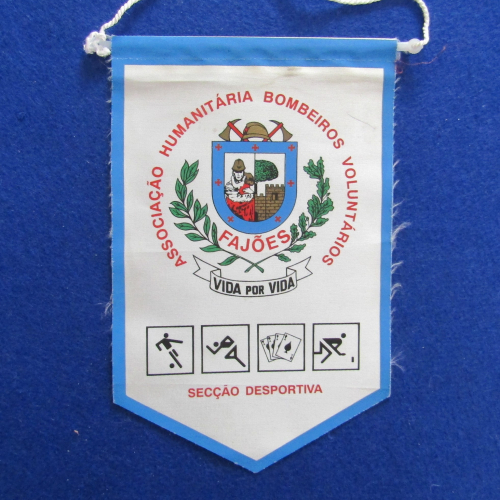 ASSOCIAÇÃO HUMANITÁRIA BOMBEIROS VOLUNTÁRIOS
FAJÕES
VIDA POR VIDA
SECÇÃO DESPORTIVA